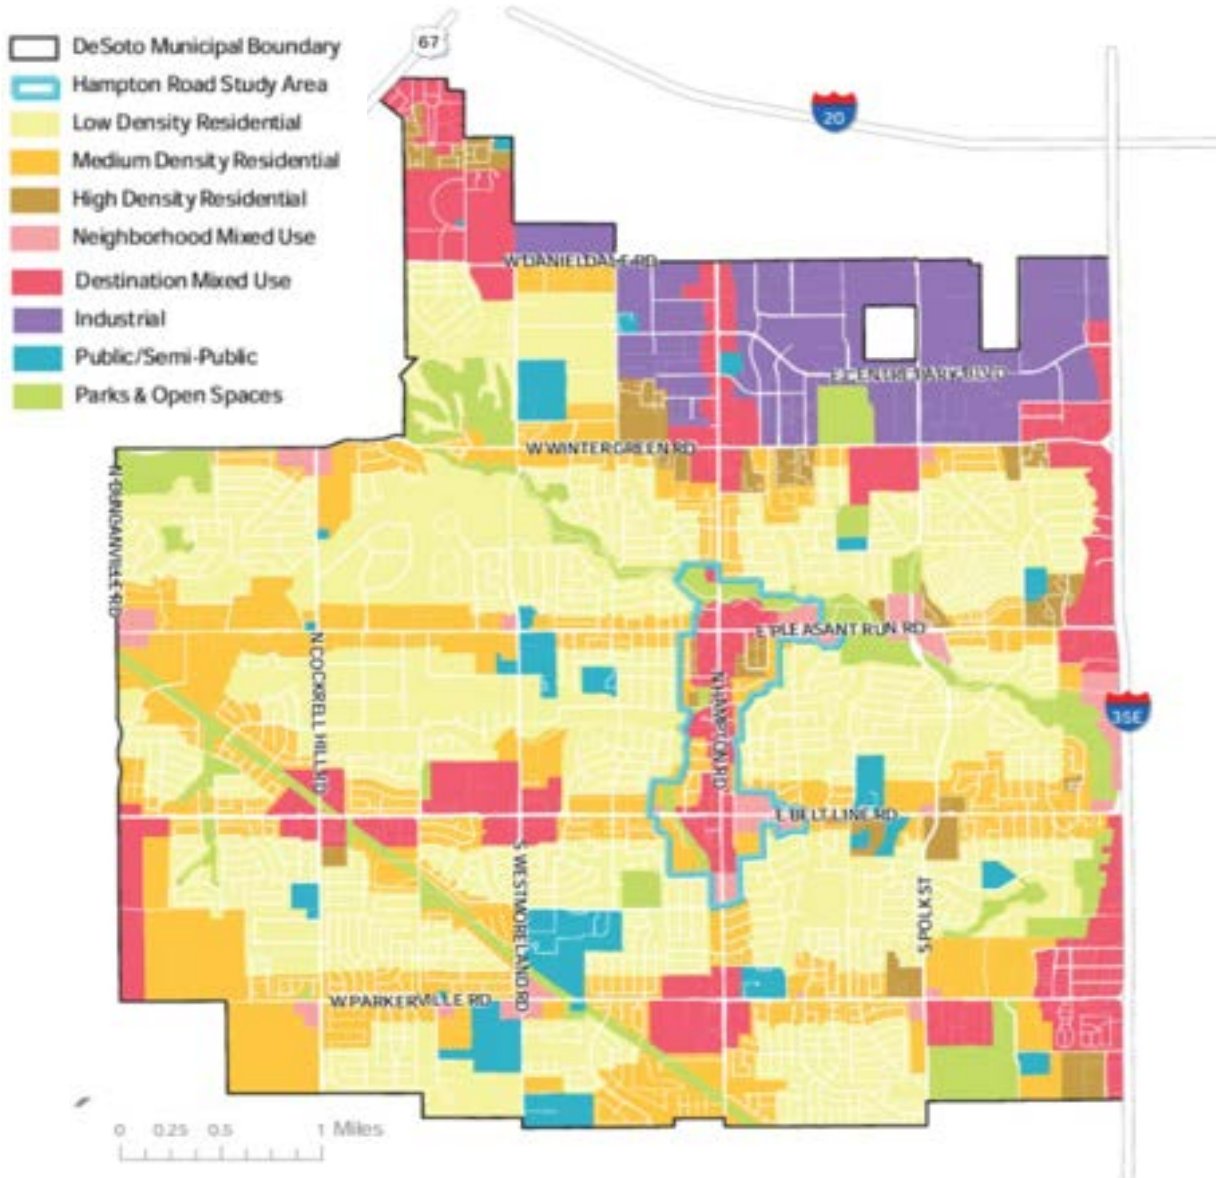 67
DeSoto Municipal Boundary
Hampton Road Study Area
Low Density Residential
Medium Density Residential
High Density Residential
Neighborhood Mixed Use
Destination Mixed Use
Industrial
Public/Semi-Public
Parks & Open Spaces
20
W DANIELDALE RD
E CENTRE PARK BLVD
W WINTERGREEN RD
N DUNCANVILLE RD
E PLEASANT RUN RD
N COCKRELL HILL RD
N HAMPTON RD
35E
E BELT LINE RD
S WESTMORELAND RD
S POLK ST
W PARKERVILLE RD
0 0.25 0.5 1 Miles